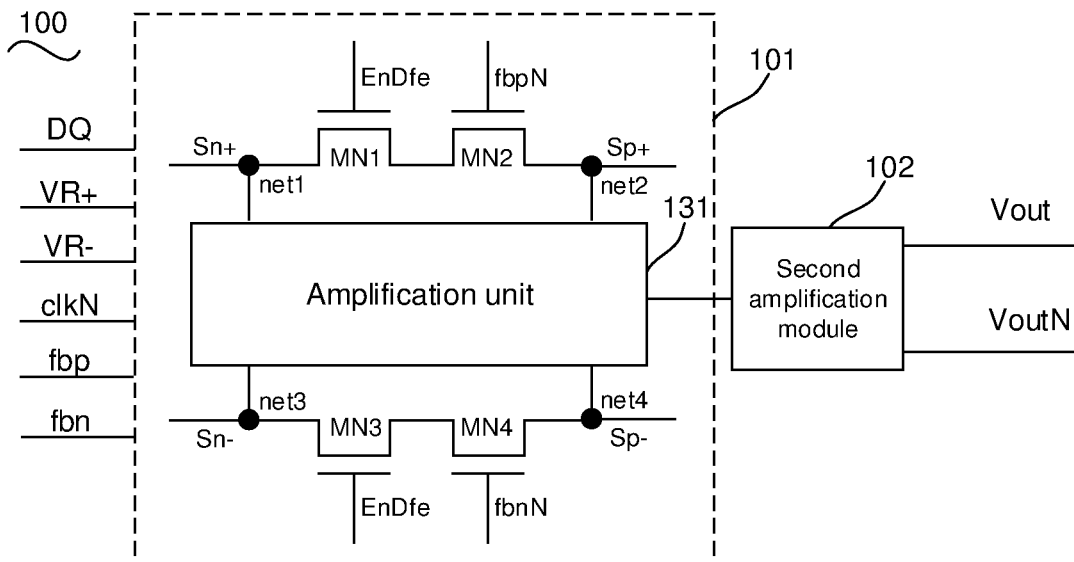 100
101
EnDfe
fbpN
DQ
Sn+
MN1
MN2
Sp+
net1
net2
VR+
VR-
131
102
Vout
clkN
Amplification unit
Second
amplification
module
VoutN
fbp
fbn
net3
net4
Sn-
MN3
MN4
Sp-
EnDfe
fbnN